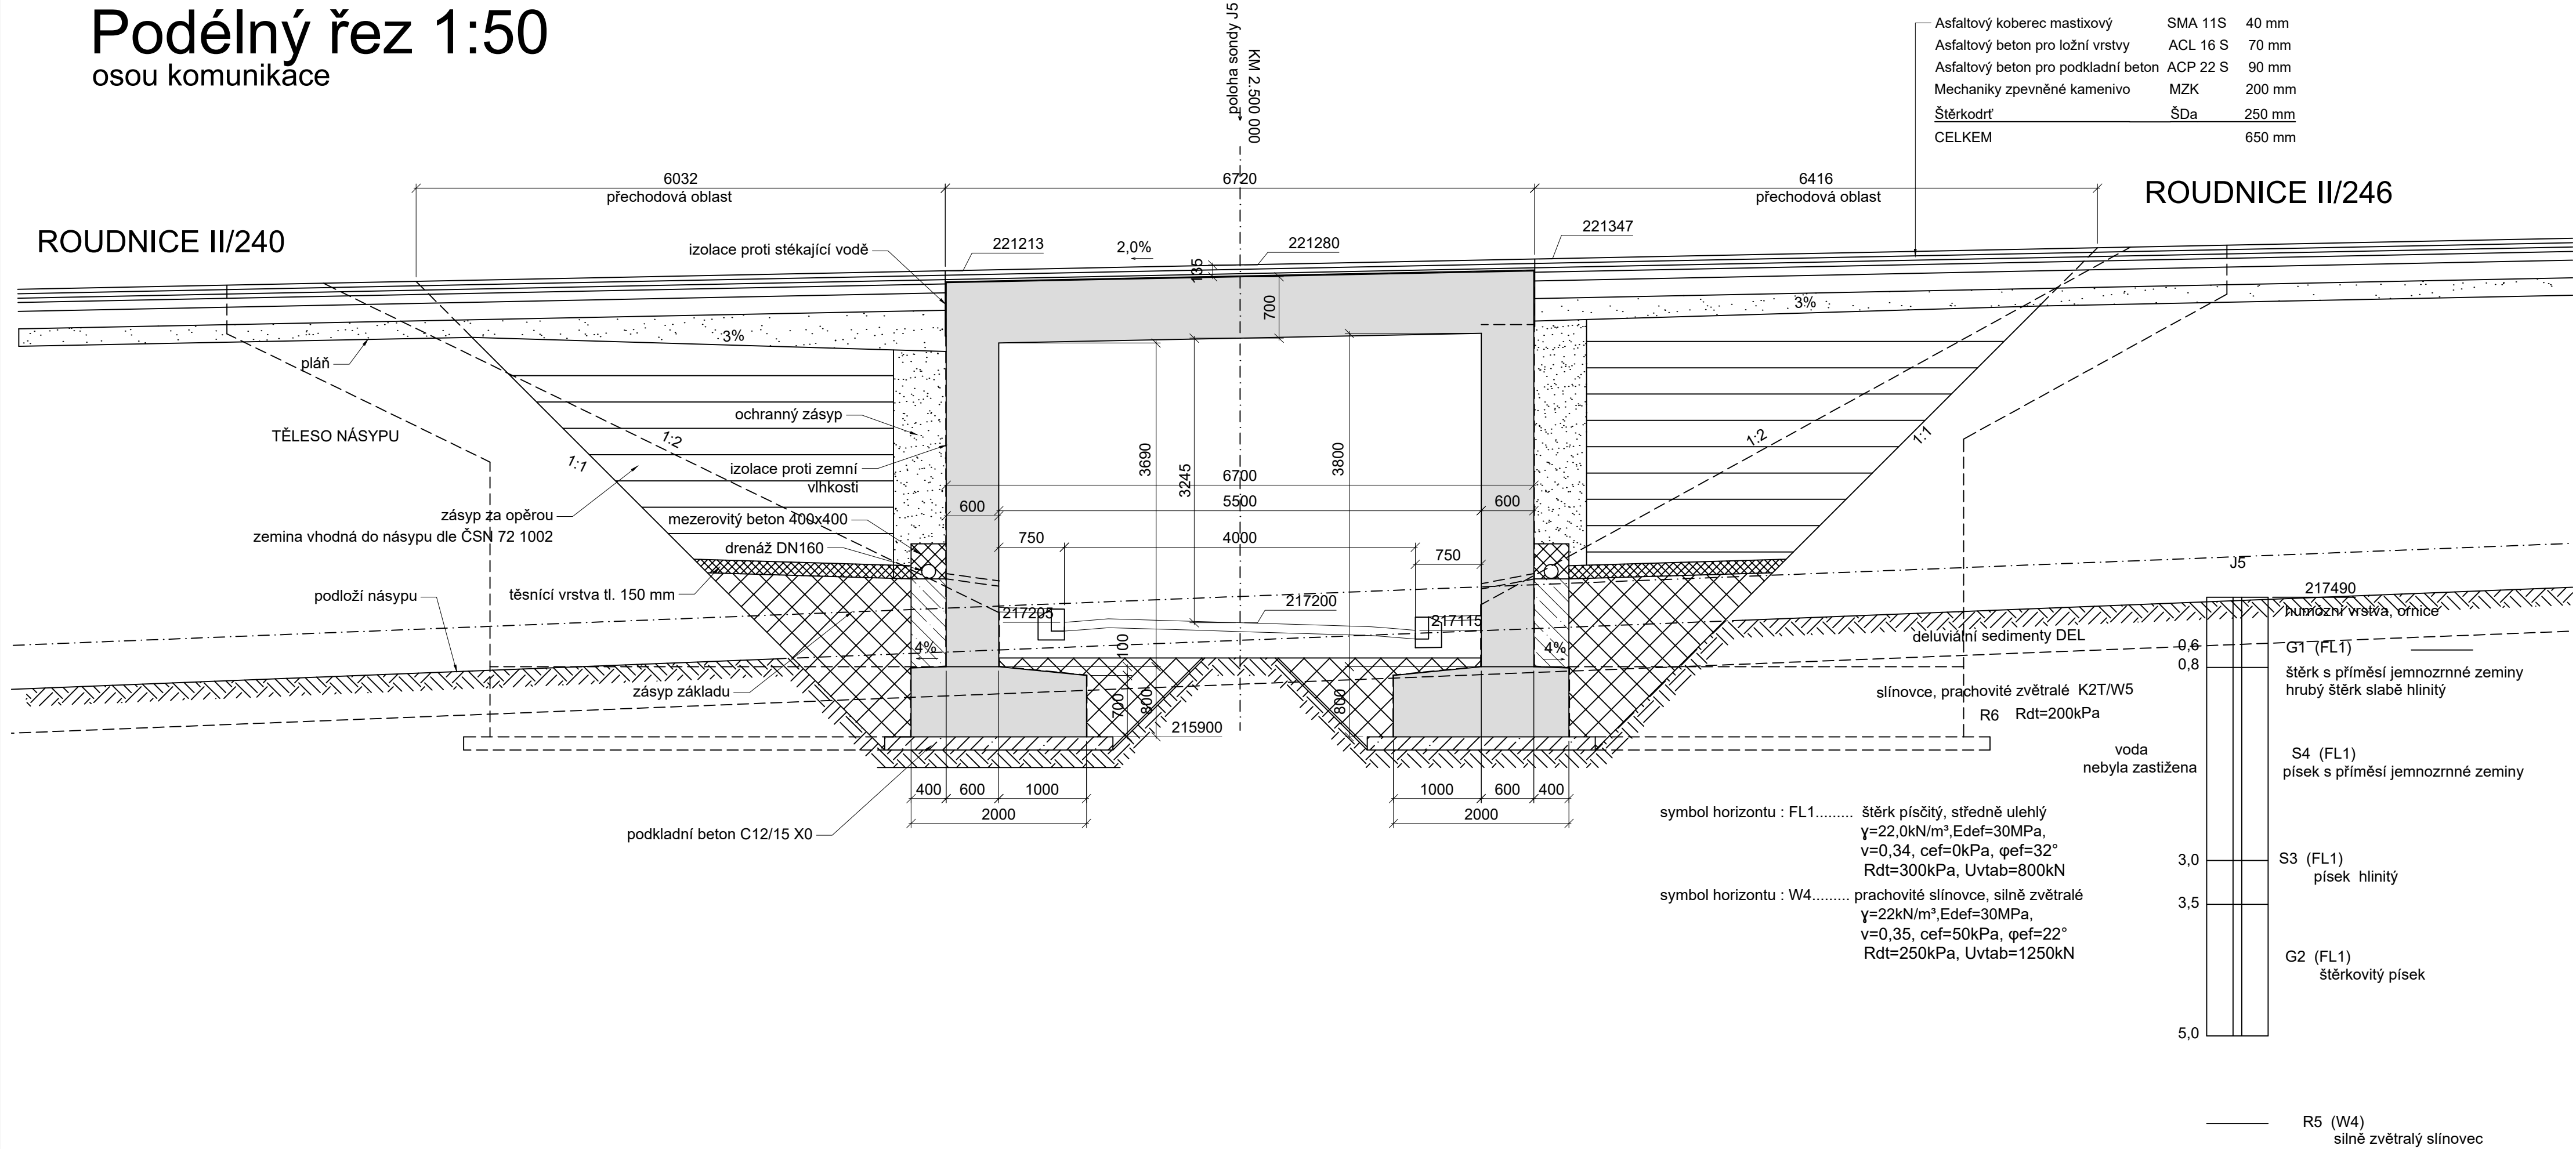 Podélný řez 1:50
osou komunikace
poloha sondy J5
KM 2.500 000
Asfaltový koberec mastixový SMA 11S 40 mm
Asfaltový beton pro ložní vrstvy ACL 16 S 70 mm
Asfaltový beton pro podkladní beton ACP 22 S 90 mm
Mechaniky zpevněné kamenivo MZK 200 mm
Štěrkodrť ŠDa 250 mm
CELKEM 650 mm
6032
přechodová oblast
6720
6416
přechodová oblast
ROUDNICE II/240
ROUDNICE II/246
izolace proti stékající vodě
221213
2,0%
221280
221347
135
700
3%
3%
pláň
TĚLESO NÁSYPU
ochranný zásyp
1:2
1:1
1:2
1:1
izolace proti zemní
vlhkosti
3690
3245
3800
6700
5500
600
600
zásyp za opěrou
zemina vhodná do násypu dle ČSN 72 1002
mezerovitý beton 400x400
drenáž DN160
750
4000
750
těsnící vrstva tl. 150 mm
podloží násypu
217205
217200
217115
100
4%
4%
zásyp základu
700
800
800
215900
podkladní beton C12/15 X0
400
600
1000
2000
1000
600
400
2000
J5
217490
humózní vrstva, ornice
deluviální sedimenty DEL
0,6
G1 (FL1)
0,8
štěrk s příměsí jemnozrnné zeminy
hrubý štěrk slabě hlinitý
slínovce, prachovité zvětralé K2T/W5
R6 Rdt=200kPa
voda
nebyla zastižena
S4 (FL1)
písek s příměsí jemnozrnné zeminy
symbol horizontu : FL1......... štěrk písčitý, středně ulehlý
ɣ=22,0kN/m³,Edef=30MPa,
v=0,34, cef=0kPa, φef=32°
Rdt=300kPa, Uvtab=800kN
symbol horizontu : W4......... prachovité slínovce, silně zvětralé
ɣ=22kN/m³,Edef=30MPa,
v=0,35, cef=50kPa, φef=22°
Rdt=250kPa, Uvtab=1250kN
3,0
S3 (FL1)
písek hlinitý
3,5
G2 (FL1)
štěrkovitý písek
5,0
R5 (W4)
silně zvětralý slínovec